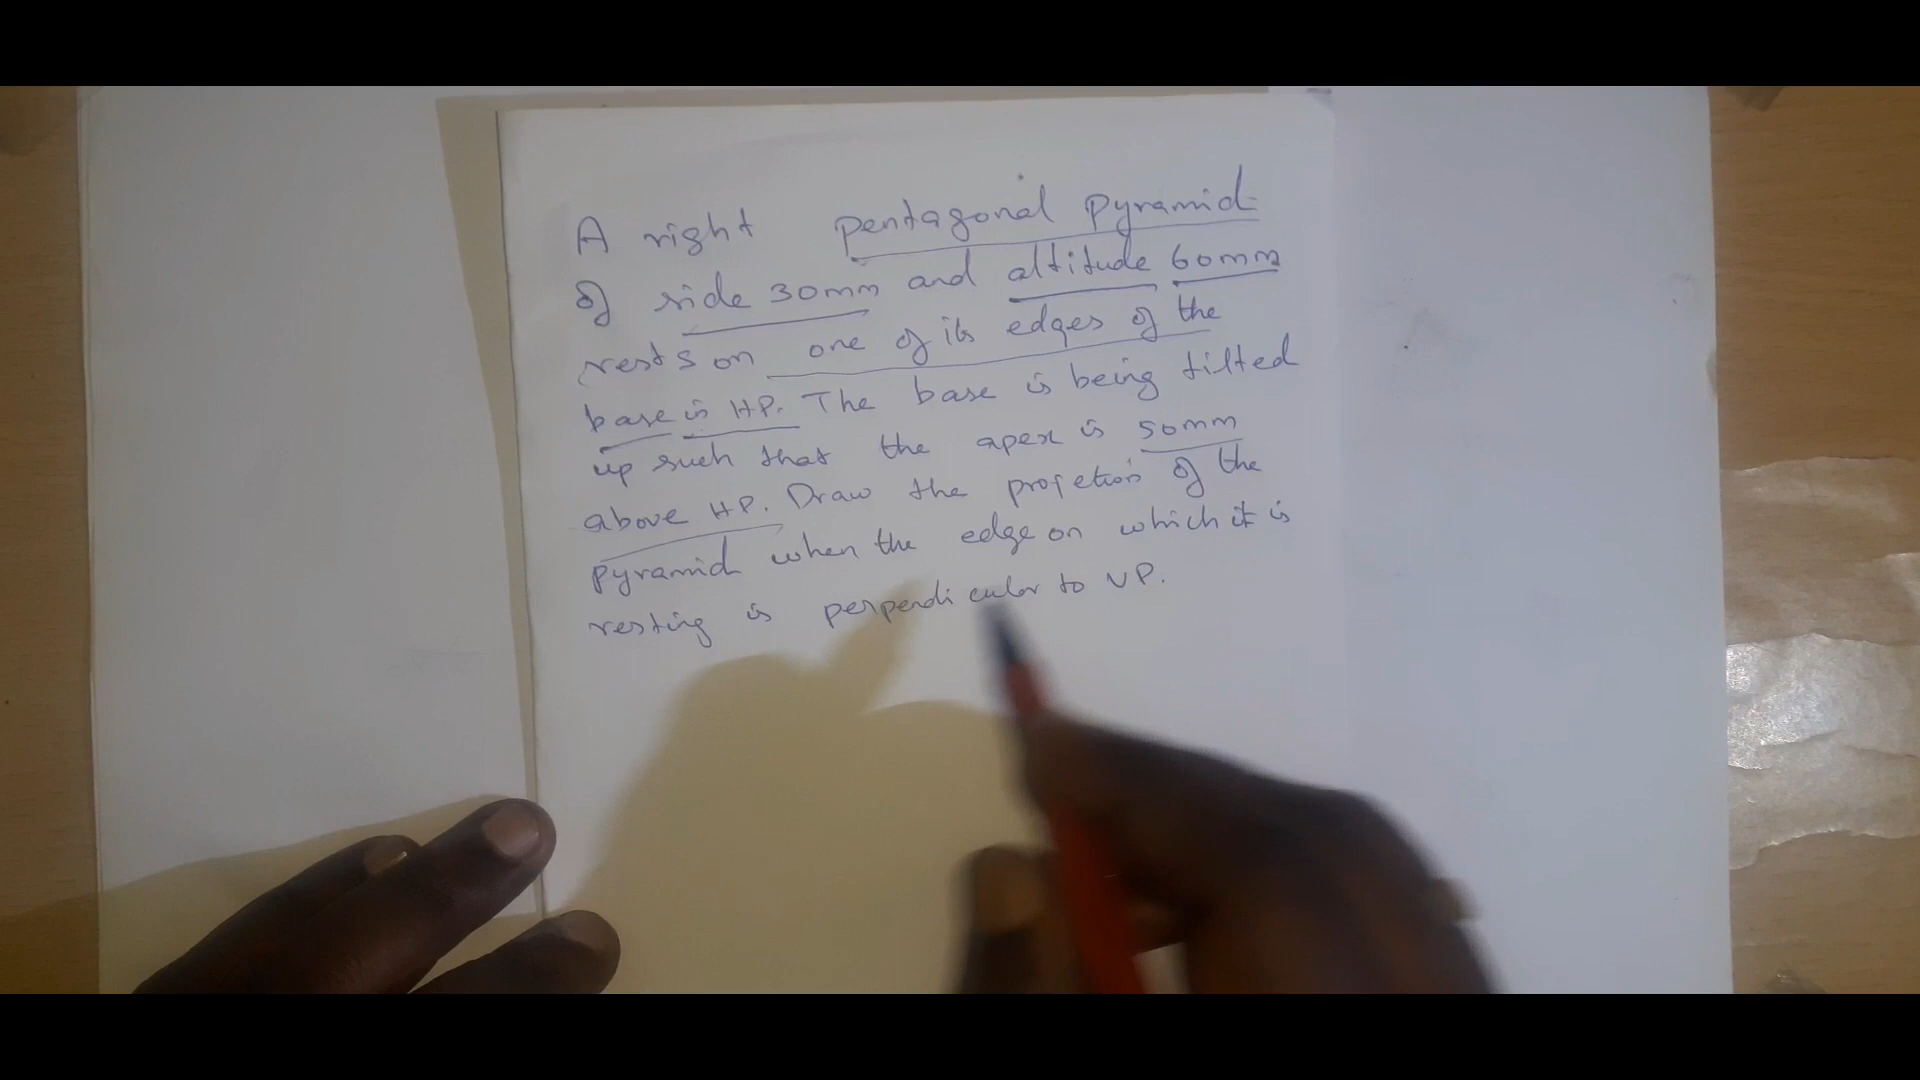 A right pentagonal pyramid
of side 30mm and altitude 60mm
rests on one of its edges of the
base is HP. The base is being tilted
up such that the apex is 50mm
above HP. Draw the projetion of the
pyramid when the edge on which it is
resting is perpendicular to VP.